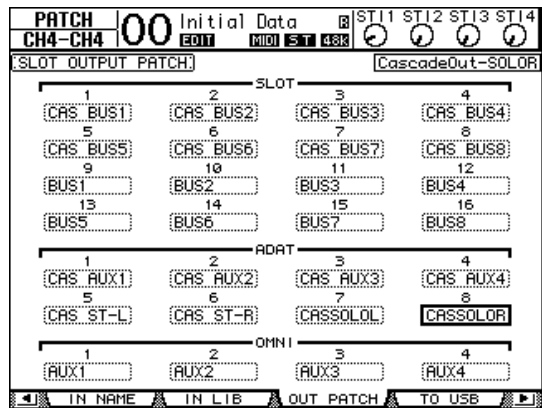 PATCH 00 Initial Data R STI1 STI2 STI3 STI4
CH4-CH4 EDIT MIDI ST 48K
SLOT OUTPUT PATCH CascadeOut-SOLOR
SLOT
1 2 3 4
CAS BUS1 CAS BUS2 CAS BUS3 CAS BUS4
5 6 7 8
CAS BUS5 CAS BUS6 CAS BUS7 CAS BUS8
9 10 11 12
BUS1 BUS2 BUS3 BUS4
13 14 15 16
BUS5 BUS6 BUS7 BUS8
ADAT
1 2 3 4
CAS AUX1 CAS AUX2 CAS AUX3 CAS AUX4
5 6 7 8
CAS ST-L CAS ST-R CASSOLOL CASSOLOR
OMNI
1 2 3 4
AUX1 AUX2 AUX3 AUX4
IN NAME IN LIB OUT PATCH TO USB